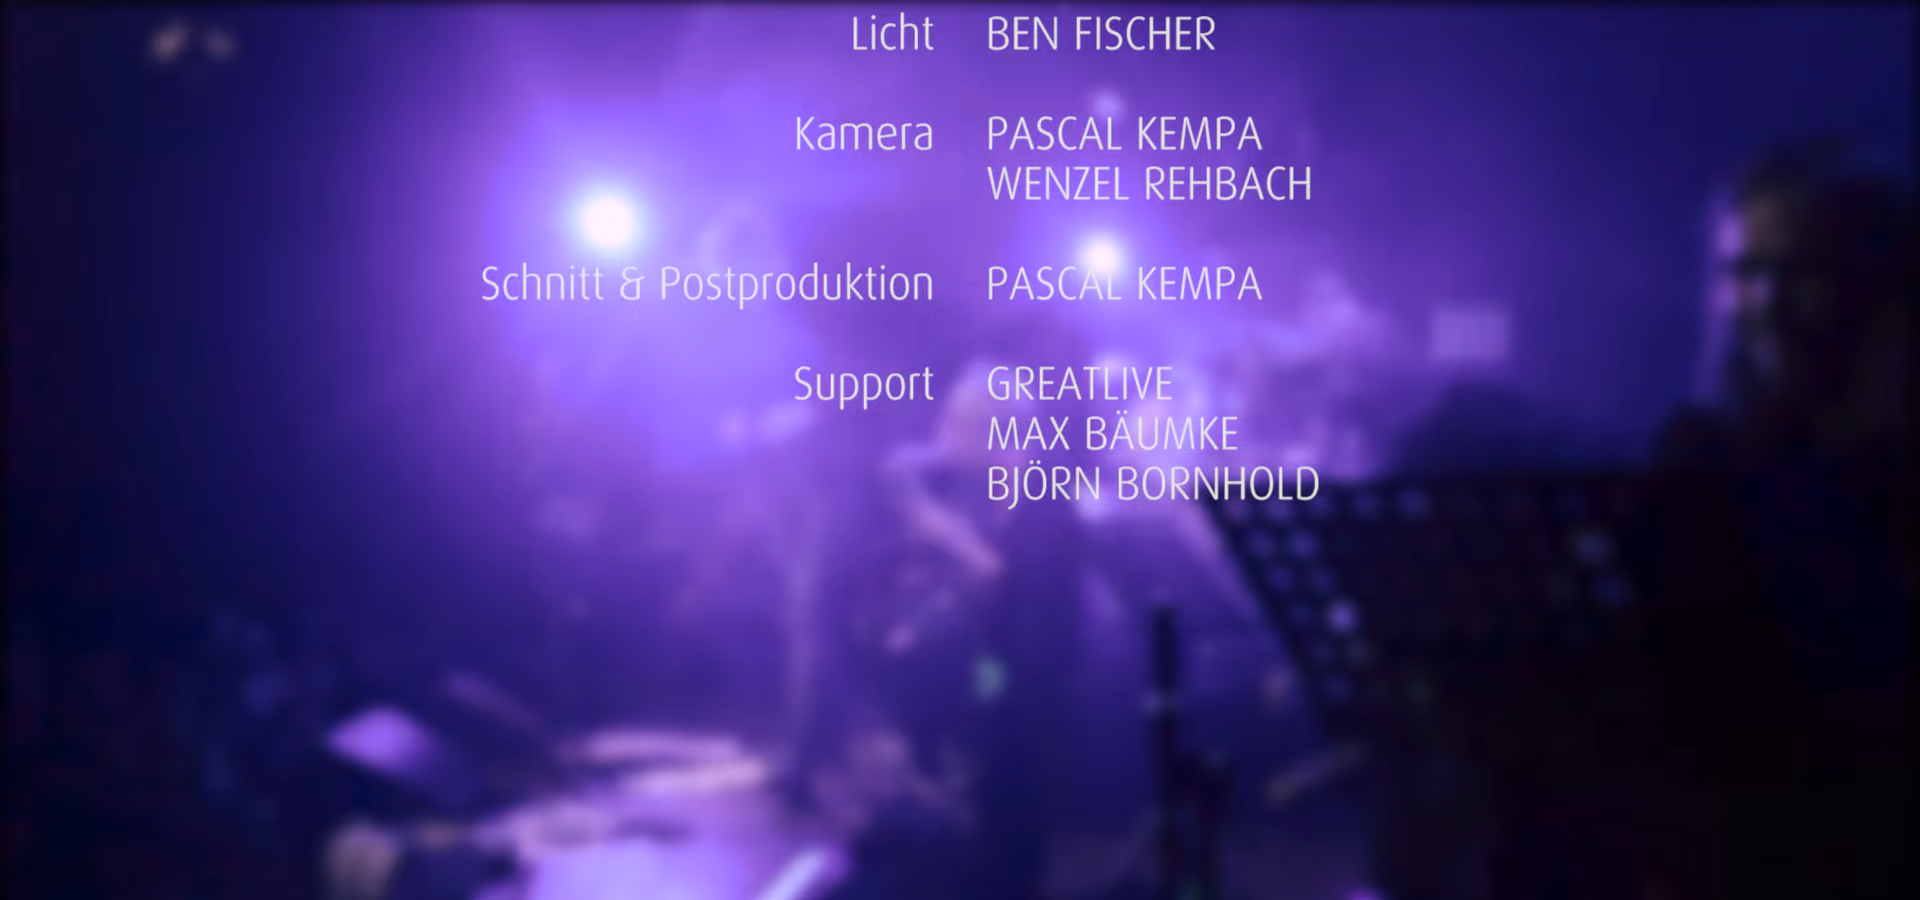 Licht BEN FISCHER
Kamera PASCAL KEMPA
WENZEL REHBACH
Schnitt & Postproduktion PASCAL KEMPA
Support GREATLIVE
MAX BÄUMKE
BJÖRN BORNHOLD